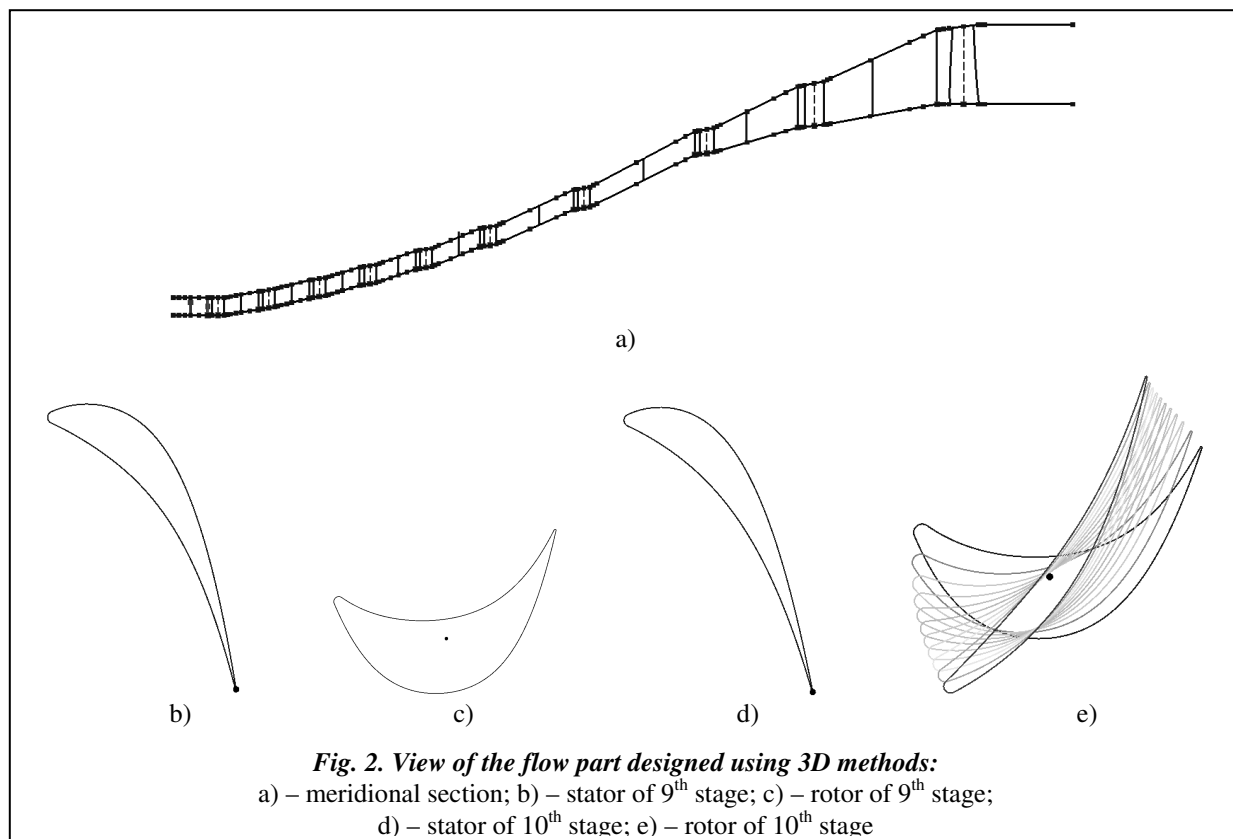 a)
b)
c)
d)
e)
Fig. 2. View of the flow part designed using 3D methods:
a) – meridional section; b) – stator of 9th stage; c) – rotor of 9th stage;
d) – stator of 10th stage; e) – rotor of 10th stage